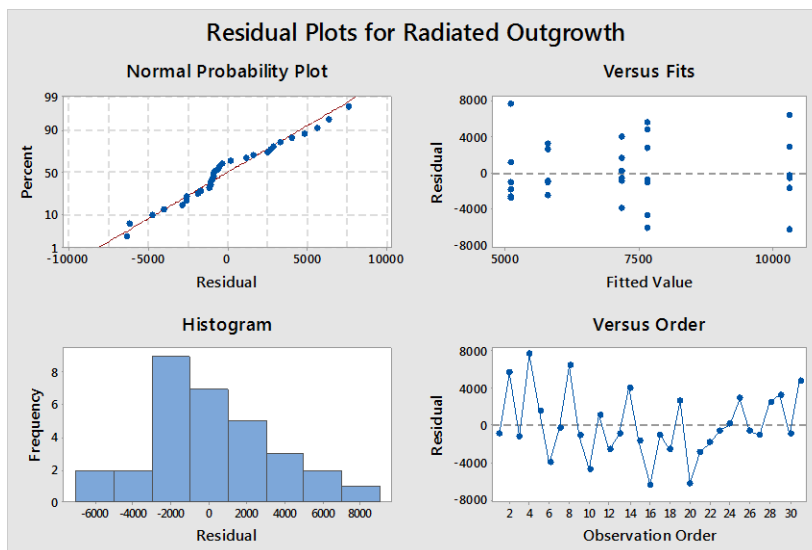 Residual Plots for Radiated Outgrowth
Normal Probability Plot
99
90
50
10
1
Percent
-10000 -5000 0 5000 10000
Residual
Versus Fits
8000
4000
0
-4000
-8000
Residual
5000 7500 10000
Fitted Value
Histogram
8
6
4
2
0
Frequency
-6000 -4000 -2000 0 2000 4000 6000 8000
Residual
Versus Order
8000
4000
0
-4000
-8000
Residual
2 4 6 8 10 12 14 16 18 20 22 24 26 28 30
Observation Order